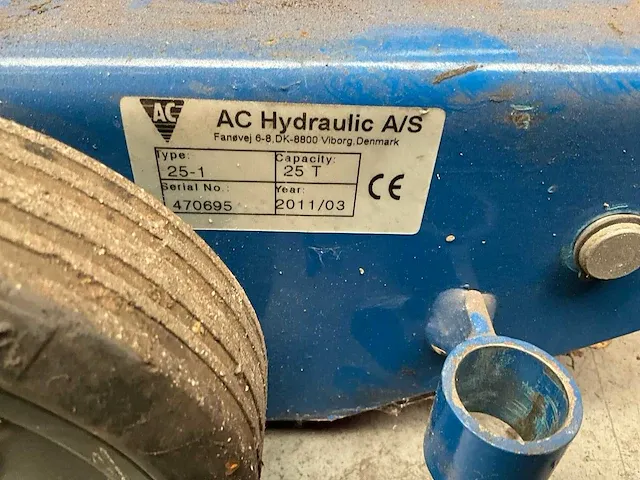 AC
AC Hydraulic A/S
Fanøvej 6-8, DK-8800 Viborg, Denmark
Type: Capacity:
25-1 25 T
Serial No.: Year:
470695 2011/03
CE